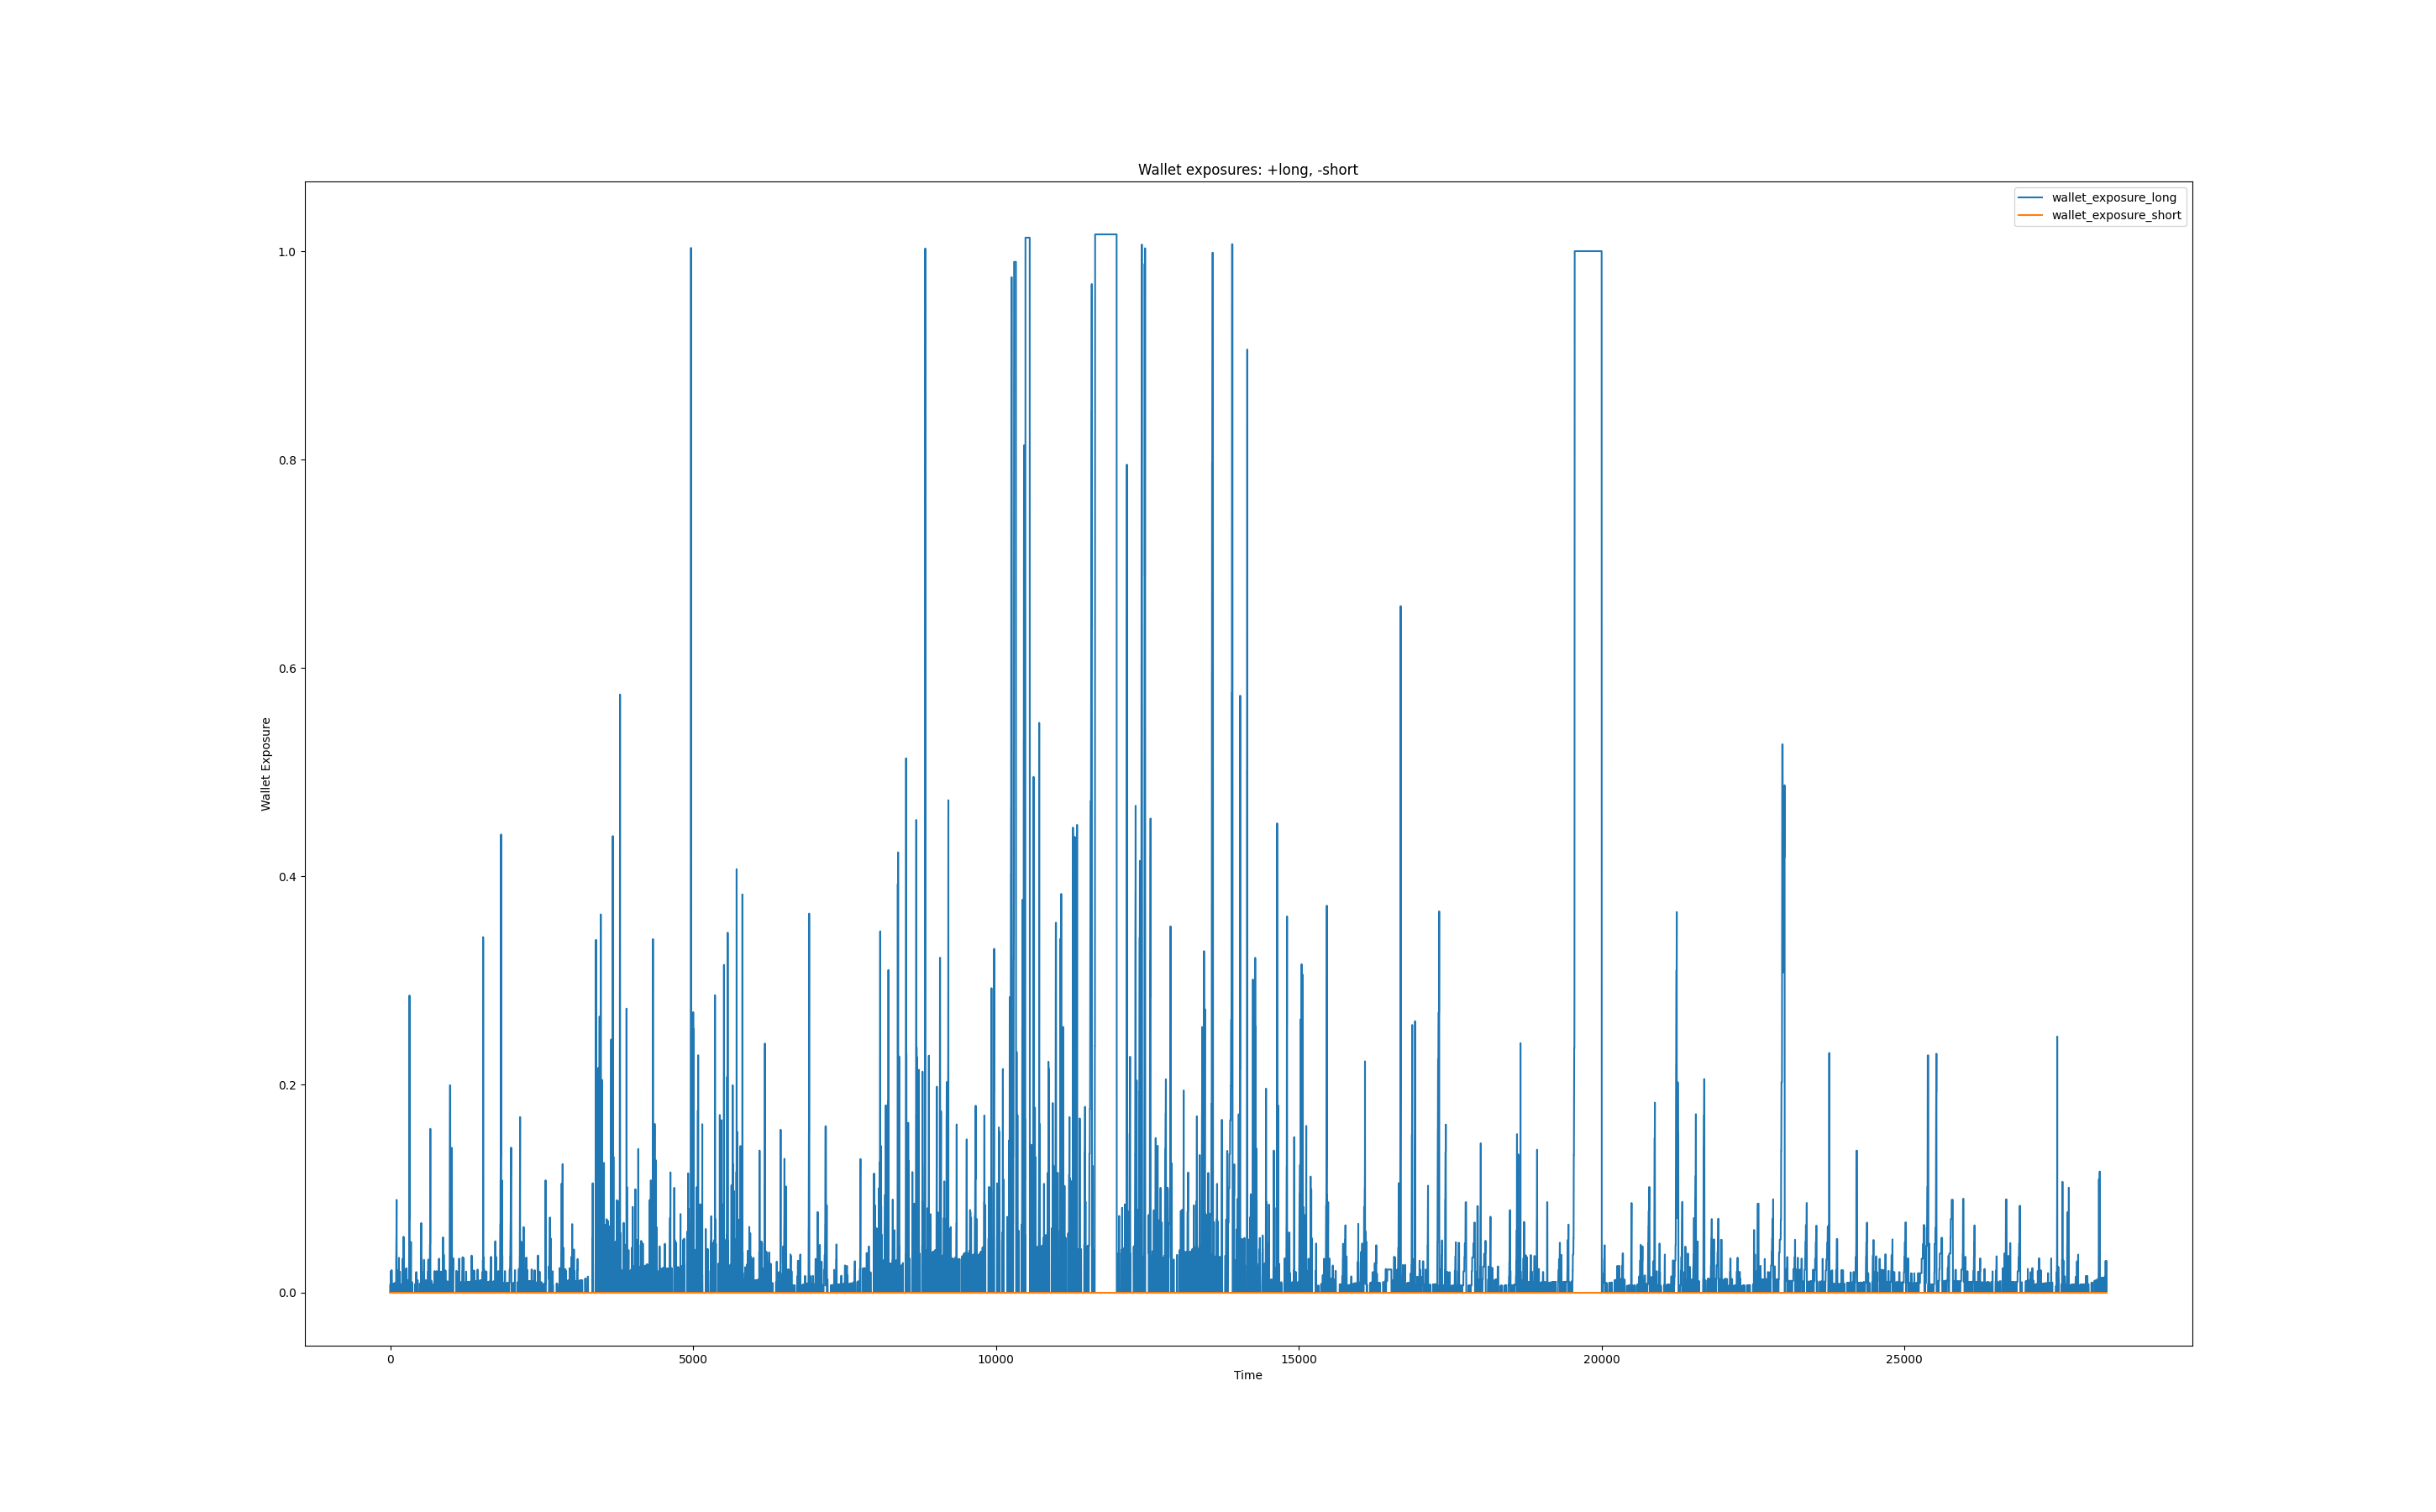 Wallet exposures: +long, -short
wallet_exposure_long
wallet_exposure_short
1.0
0.8
0.6
Wallet Exposure
0.4
0.2
0.0
0 5000 10000 15000 20000 25000
Time